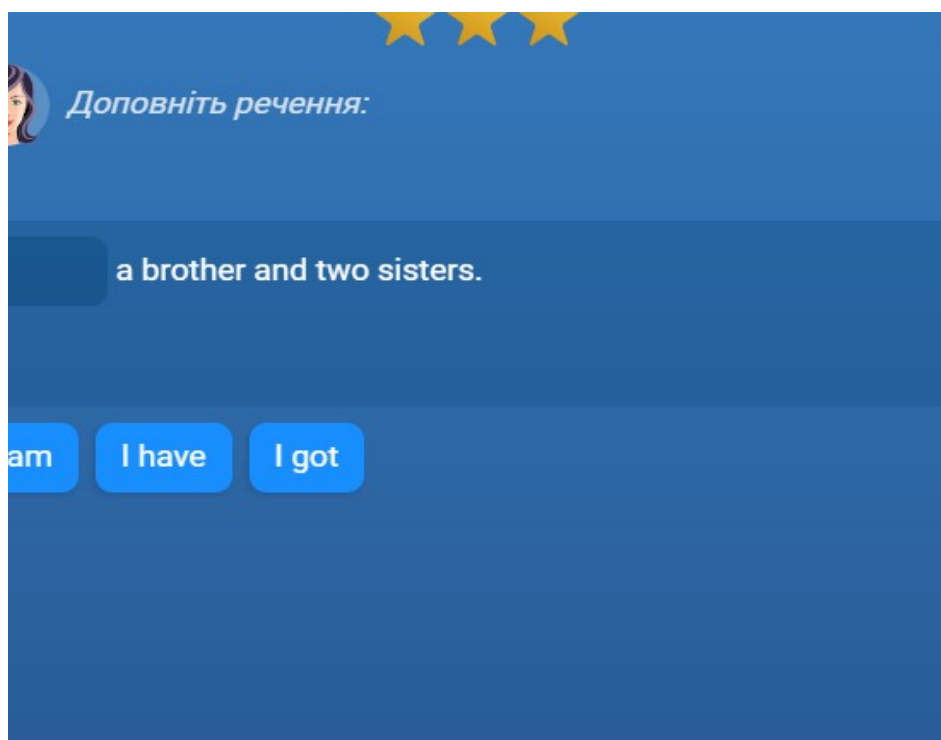 Доповніть речення:
a brother and two sisters.
am I have I got